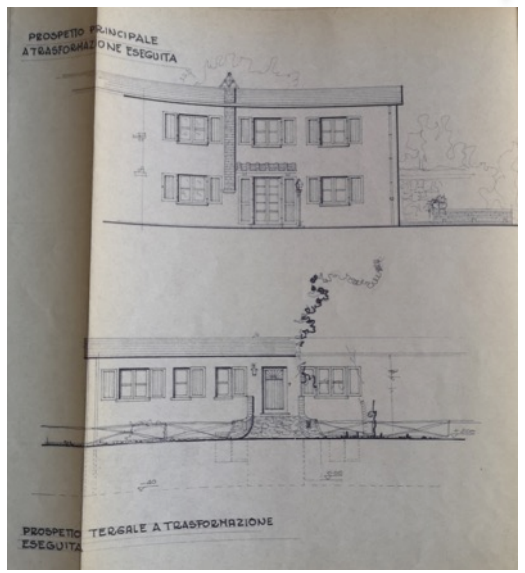 PROSPETTO PRINCIPALE
A TRASFORMAZIONE ESEGUITA
PROSPETTO TERGALE A TRASFORMAZIONE
ESEGUITA